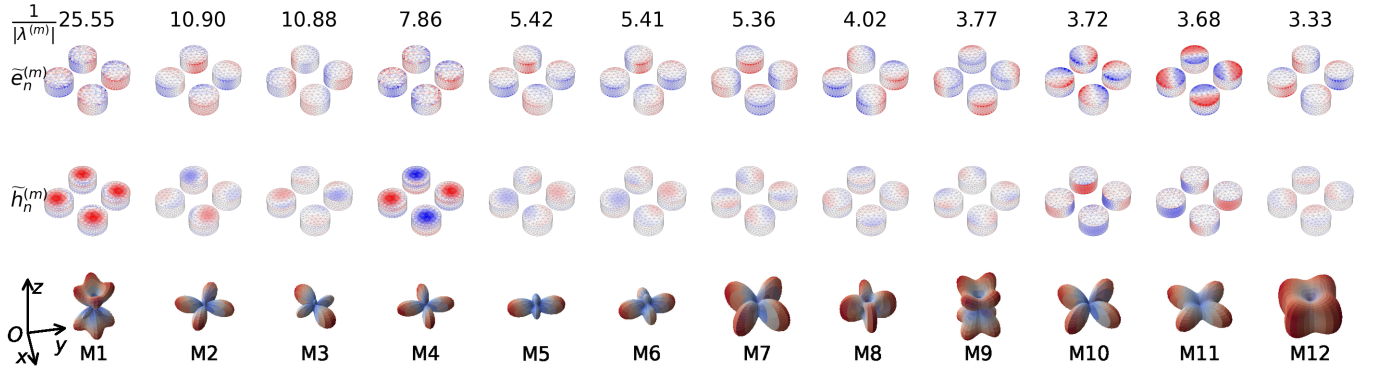 1/|λ^(m)| 25.55 10.90 10.88 7.86 5.42 5.41 5.36 4.02 3.77 3.72 3.68 3.33
ẽ_n^(m)
h̃_n^(m)
z
O
y
x
M1 M2 M3 M4 M5 M6 M7 M8 M9 M10 M11 M12